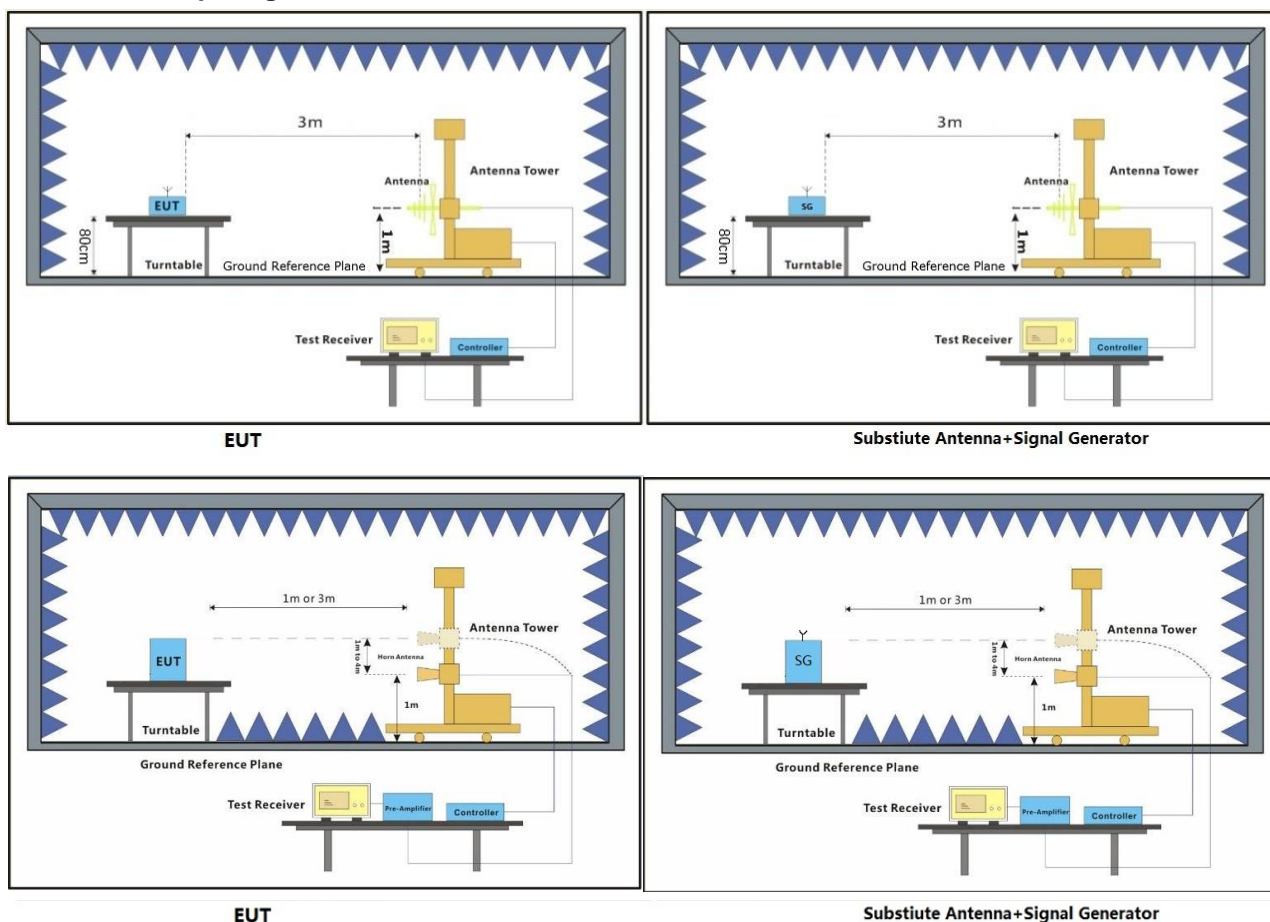 3m
Antenna
Antenna Tower
EUT
80cm
1m
Turntable
Ground Reference Plane
Test Receiver
Controller
EUT
3m
Antenna
Antenna Tower
SG
80cm
1m
Turntable
Ground Reference Plane
Test Receiver
Controller
Substiute Antenna+Signal Generator
1m or 3m
Antenna Tower
1m to 4m
Horn Antenna
EUT
1m
Turntable
Ground Reference Plane
Test Receiver
Pre-Amplifier
Controller
EUT
1m or 3m
Antenna Tower
1m to 4m
Horn Antenna
SG
1m
Turntable
Ground Reference Plane
Test Receiver
Pre-Amplifier
Controller
Substiute Antenna+Signal Generator